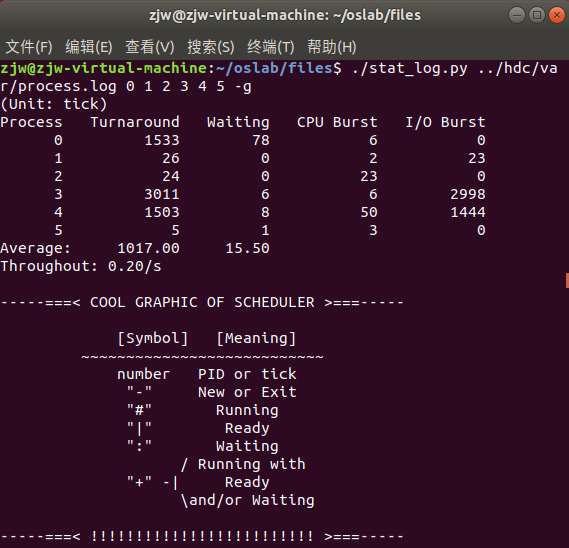 zjw@zjw-virtual-machine: ~/oslab/files
文件(F) 编辑(E) 查看(V) 搜索(S) 终端(T) 帮助(H)
zjw@zjw-virtual-machine:~/oslab/files$ ./stat_log.py ../hdc/va
r/process.log 0 1 2 3 4 5 -g
(Unit: tick)
Process   Turnaround   Waiting   CPU Burst   I/O Burst
      0         1533        78           6           0
      1           26         0           2          23
      2           24         0          23           0
      3         3011         6           6        2998
      4         1503         8          50        1444
      5            5         1           3           0
Average:     1017.00     15.50
Throughout: 0.20/s
-----===< COOL GRAPHIC OF SCHEDULER >===-----
             [Symbol]   [Meaning]
         ~~~~~~~~~~~~~~~~~~~~~~~~~~~
             number   PID or tick
              "-"     New or Exit
              "#"       Running
              "|"        Ready
              ":"       Waiting
                    / Running with
              "+" -|     Ready
                    \and/or Waiting
-----===< !!!!!!!!!!!!!!!!!!!!!!!!! >===-----